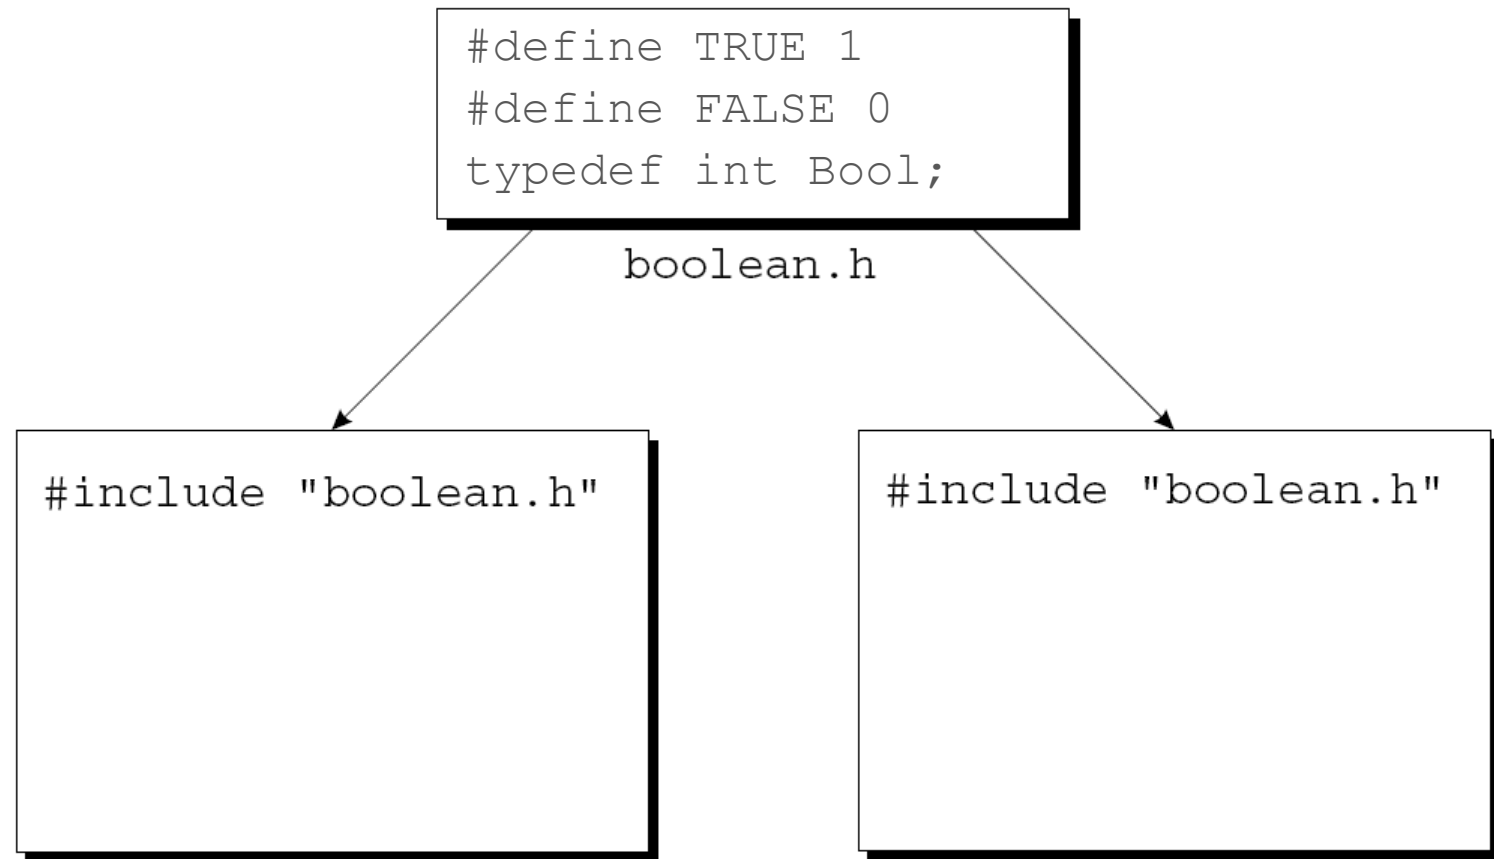 #define TRUE 1
#define FALSE 0
typedef int Bool;
boolean.h
#include "boolean.h"
#include "boolean.h"